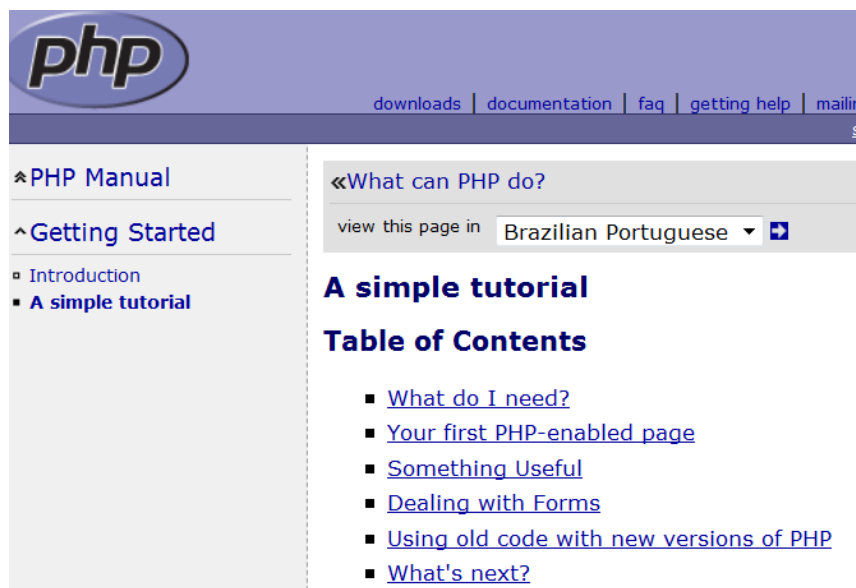 php
downloads | documentation | faq | getting help |
PHP Manual
Getting Started
Introduction
A simple tutorial
«What can PHP do?
view this page in Brazilian Portuguese
A simple tutorial
Table of Contents
What do I need?
Your first PHP-enabled page
Something Useful
Dealing with Forms
Using old code with new versions of PHP
What's next?